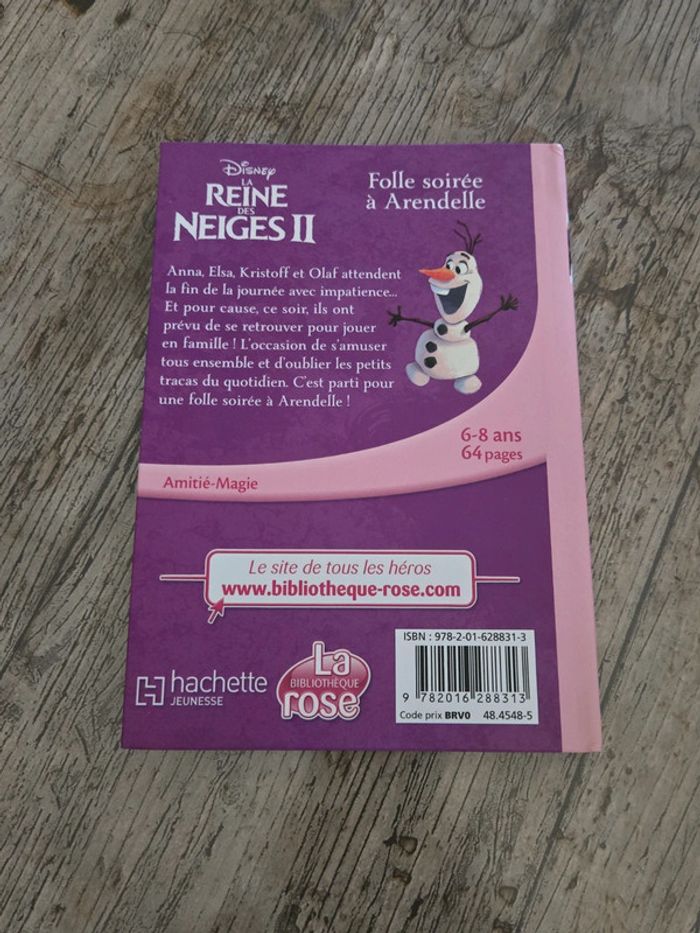 Disney
LA
REINE
DES
NEIGES II
Folle soirée
à Arendelle
Anna, Elsa, Kristoff et Olaf attendent
la fin de la journée avec impatience...
Et pour cause, ce soir, ils ont
prévu de se retrouver pour jouer
en famille ! L'occasion de s'amuser
tous ensemble et d'oublier les petits
tracas du quotidien. C'est parti pour
une folle soirée à Arendelle !
6-8 ans
64 pages
Amitié-Magie
Le site de tous les héros
www.bibliotheque-rose.com
hachette
JEUNESSE
La
BIBLIOTHÈQUE
rose
ISBN : 978-2-01-628831-3
9 782016 288313
Code prix BRV0 48.4548-5